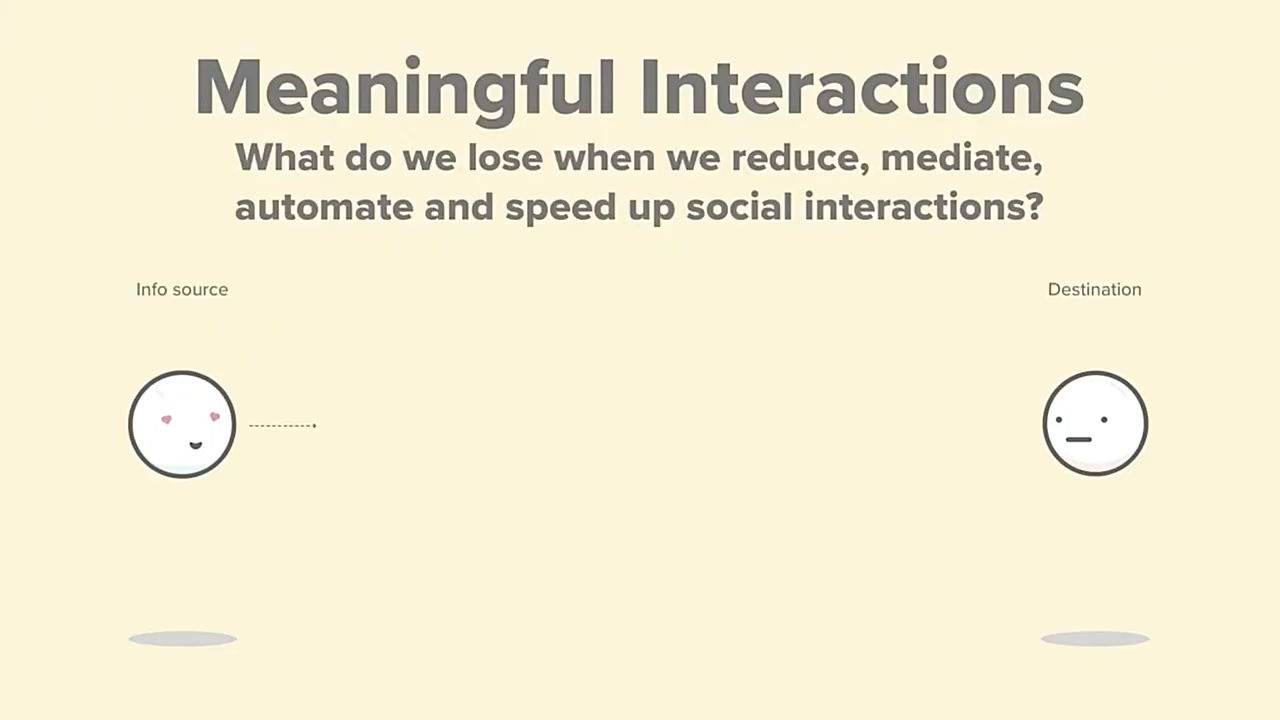 Meaningful Interactions
What do we lose when we reduce, mediate,
automate and speed up social interactions?
Info source
Destination